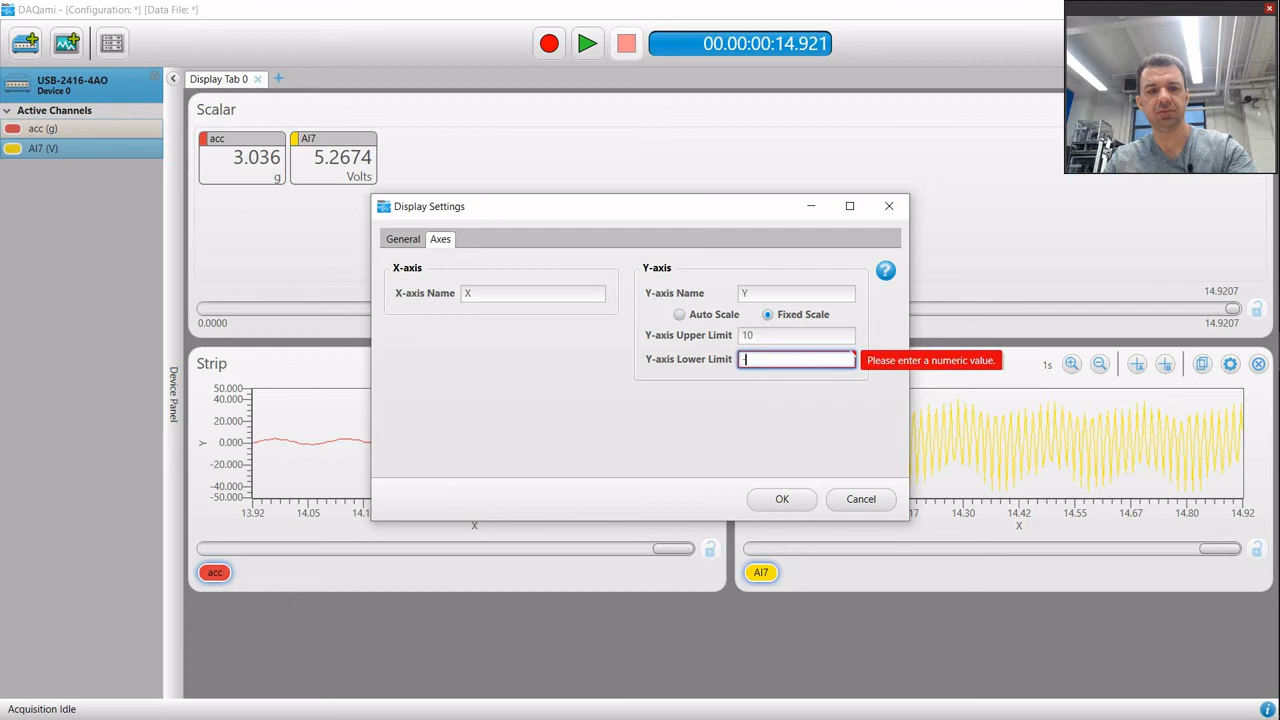 DAQami - [Configuration: *] [Data File: *]
00.00:00:14.921
USB-2416-4AO
Device 0
Active Channels
acc (g)
AI7 (V)
Display Tab 0
Scalar
acc
3.036
g
AI7
5.2674
Volts
14.9207
0.0000
14.9207
Display Settings
General
Axes
X-axis
X-axis Name
X
Y-axis
Y-axis Name
Y
Auto Scale
Fixed Scale
Y-axis Upper Limit
10
Y-axis Lower Limit
-
Please enter a numeric value.
OK
Cancel
Device Panel
Strip
50.000
40.000
20.000
0.000
-20.000
-40.000
-50.000
Y
13.92
14.05
X
1s
14.30
14.42
14.55
14.67
14.80
14.92
X
acc
AI7
Acquisition Idle